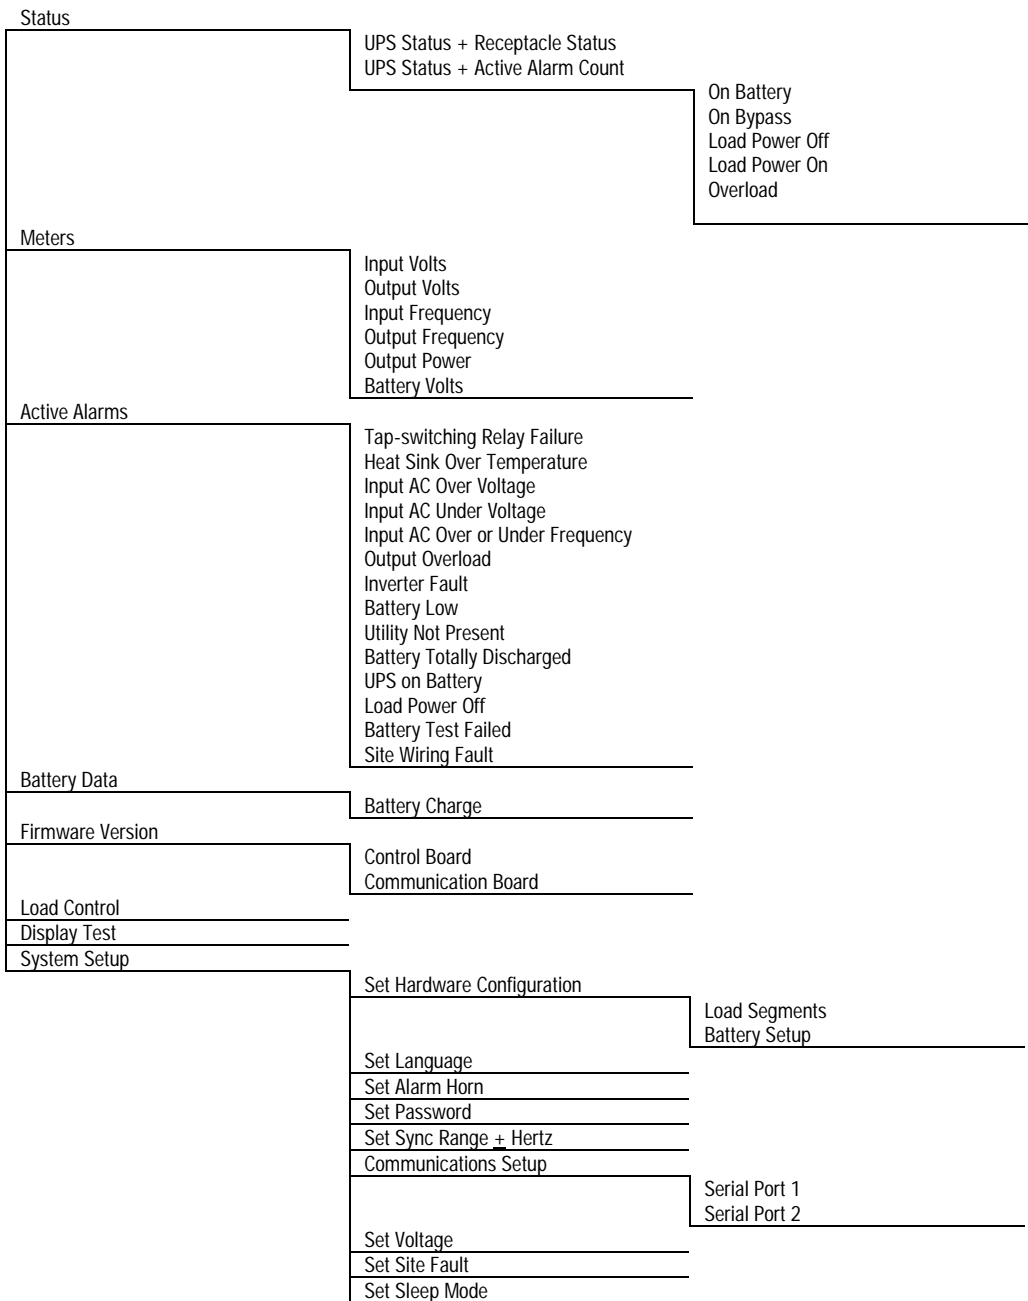 Status
UPS Status + Receptacle Status
UPS Status + Active Alarm Count
On Battery
On Bypass
Load Power Off
Load Power On
Overload
Meters
Input Volts
Output Volts
Input Frequency
Output Frequency
Output Power
Battery Volts
Active Alarms
Tap-switching Relay Failure
Heat Sink Over Temperature
Input AC Over Voltage
Input AC Under Voltage
Input AC Over or Under Frequency
Output Overload
Inverter Fault
Battery Low
Utility Not Present
Battery Totally Discharged
UPS on Battery
Load Power Off
Battery Test Failed
Site Wiring Fault
Battery Data
Battery Charge
Firmware Version
Control Board
Communication Board
Load Control
Display Test
System Setup
Set Hardware Configuration
Load Segments
Battery Setup
Set Language
Set Alarm Horn
Set Password
Set Sync Range + Hertz
Communications Setup
Serial Port 1
Serial Port 2
Set Voltage
Set Site Fault
Set Sleep Mode